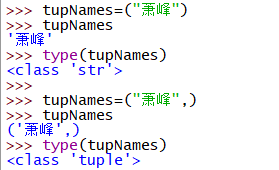 >>> tupNames=("萧峰")
>>> tupNames
'萧峰'
>>> type(tupNames)
<class 'str'>
>>>
>>> tupNames=("萧峰",)
>>> tupNames
('萧峰',)
>>> type(tupNames)
<class 'tuple'>